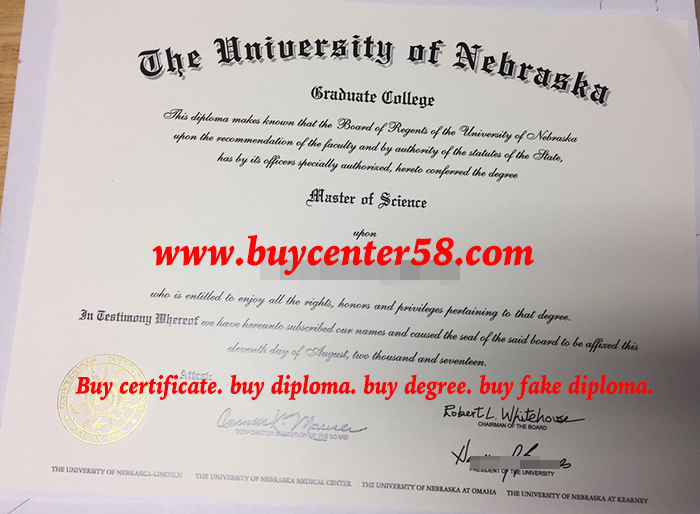 The University of Nebraska
Graduate College
This diploma makes known that the Board of Regents of the University of Nebraska
upon the recommendation of the faculty and by authority of the statutes of the State,
has by its officers specially authorized, hereto conferred the degree
Master of Science
upon
www.buycenter58.com
who is entitled to enjoy all the rights, honors and privileges pertaining to that degree.
In Testimony Whereof we have hereunto subscribed our names and caused the seal of the said board to be affixed this
eleventh day of August, two thousand and seventeen.
Attest:
Buy certificate. buy diploma. buy degree. buy fake diploma.
Robert L. Whitehouse
CORPORATION SECRETARY OF THE BOARD
CHAIRMAN OF THE BOARD
PRESIDENT OF THE UNIVERSITY
THE UNIVERSITY OF NEBRASKA-LINCOLN THE UNIVERSITY OF NEBRASKA MEDICAL CENTER THE UNIVERSITY OF NEBRASKA AT OMAHA THE UNIVERSITY OF NEBRASKA AT KEARNEY